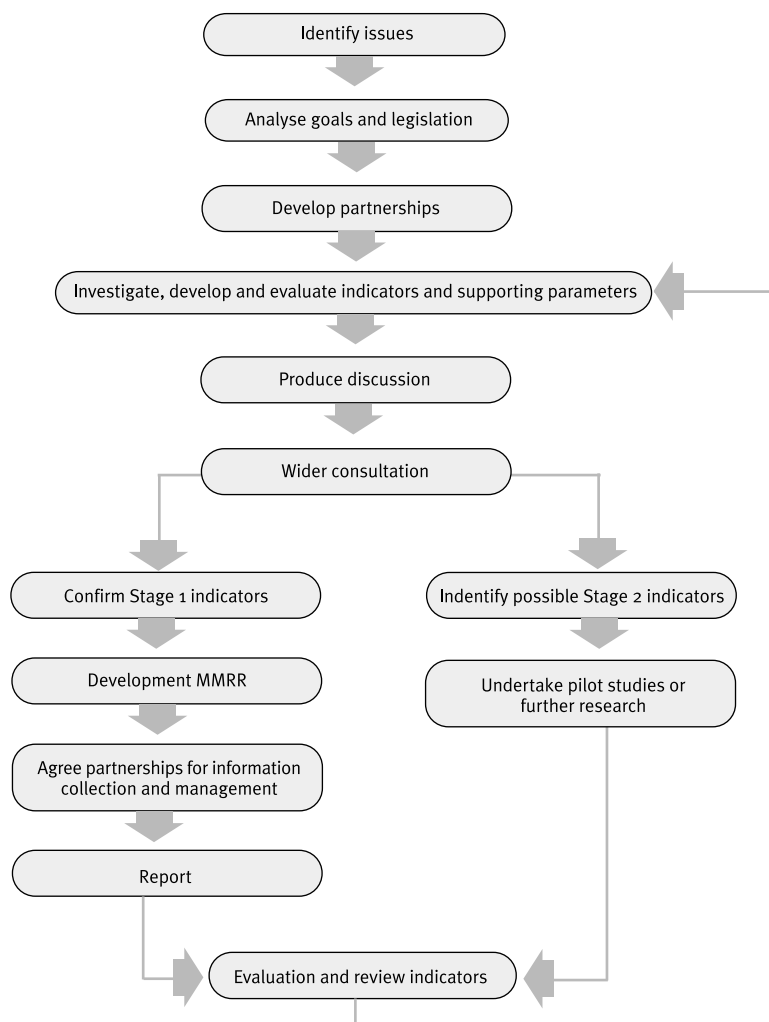 Identify issues
Analyse goals and legislation
Develop partnerships
Investigate, develop and evaluate indicators and supporting parameters
Produce discussion
Wider consultation
Confirm Stage 1 indicators
Development MMRR
Agree partnerships for information
collection and management
Report
Indentify possible Stage 2 indicators
Undertake pilot studies or
further research
Evaluation and review indicators